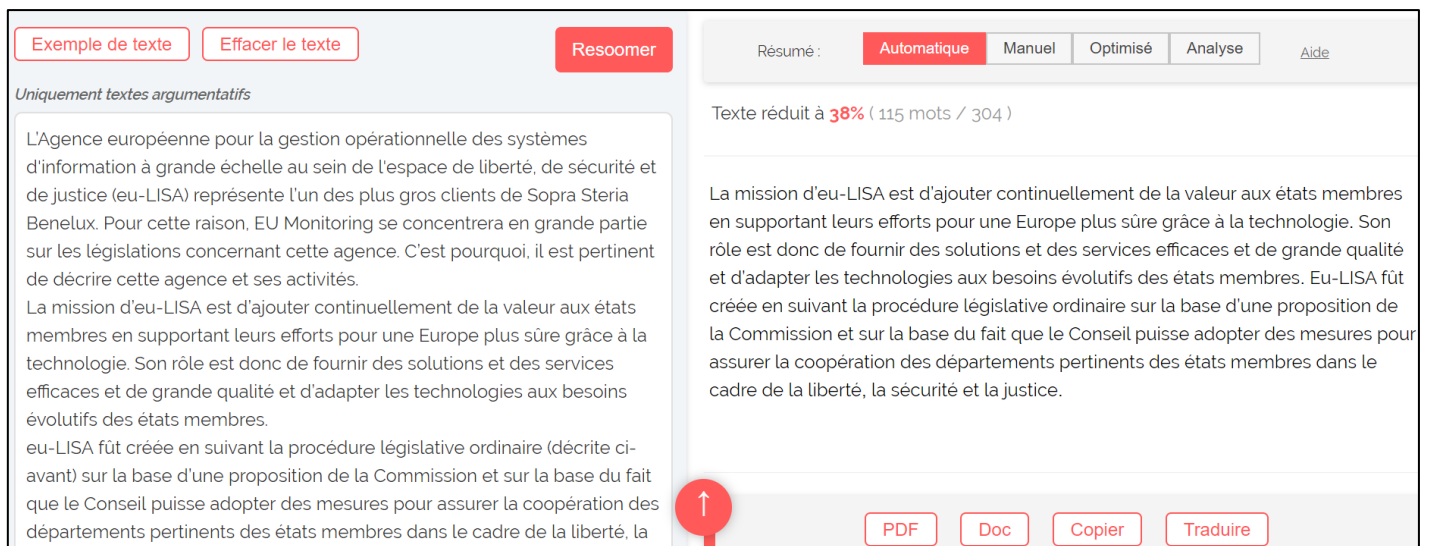 Exemple de texte
Effacer le texte
Resoomer
Uniquement textes argumentatifs
L'Agence européenne pour la gestion opérationnelle des systèmes
d'information à grande échelle au sein de l'espace de liberté, de sécurité et
de justice (eu-LISA) représente l'un des plus gros clients de Sopra Steria
Benelux. Pour cette raison, EU Monitoring se concentrera en grande partie
sur les législations concernant cette agence. C'est pourquoi, il est pertinent
de décrire cette agence et ses activités.
La mission d'eu-LISA est d'ajouter continuellement de la valeur aux états
membres en supportant leurs efforts pour une Europe plus sûre grâce à la
technologie. Son rôle est donc de fournir des solutions et des services
efficaces et de grande qualité et d'adapter les technologies aux besoins
évolutifs des états membres.
eu-LISA fût créée en suivant la procédure législative ordinaire (décrite ci-
avant) sur la base d'une proposition de la Commission et sur la base du fait
que le Conseil puisse adopter des mesures pour assurer la coopération des
départements pertinents des états membres dans le cadre de la liberté, la
Résumé :
Automatique
Manuel
Optimisé
Analyse
Aide
Texte réduit à 38% ( 115 mots / 304 )
La mission d'eu-LISA est d'ajouter continuellement de la valeur aux états membres
en supportant leurs efforts pour une Europe plus sûre grâce à la technologie. Son
rôle est donc de fournir des solutions et des services efficaces et de grande qualité
et d'adapter les technologies aux besoins évolutifs des états membres. Eu-LISA fût
créée en suivant la procédure législative ordinaire sur la base d'une proposition de
la Commission et sur la base du fait que le Conseil puisse adopter des mesures pour
assurer la coopération des départements pertinents des états membres dans le
cadre de la liberté, la sécurité et la justice.
↑
PDF
Doc
Copier
Traduire